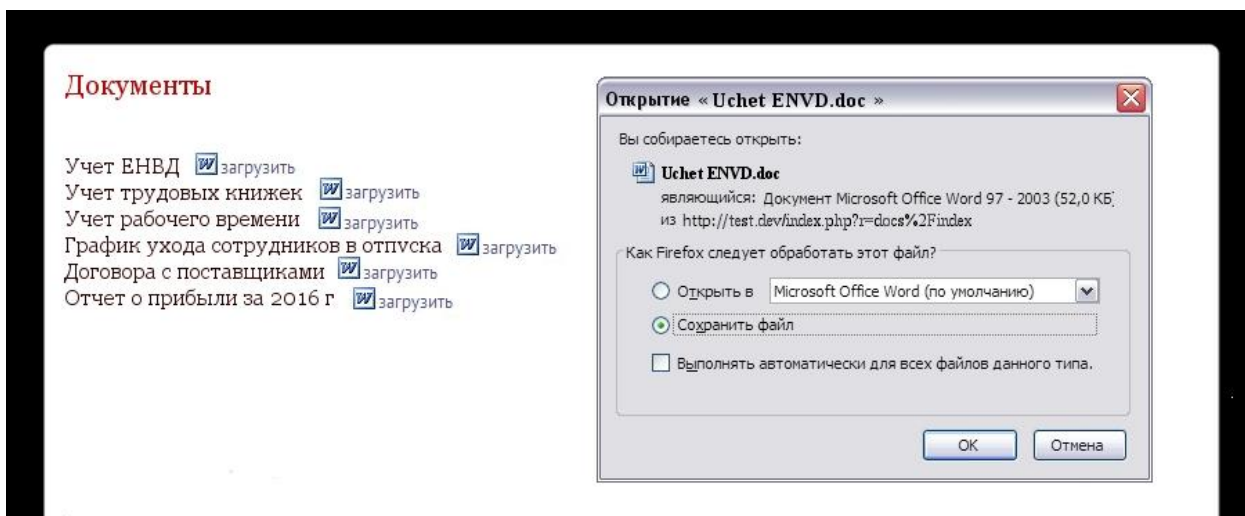 Документы
Учет ЕНВД загрузить
Учет трудовых книжек загрузить
Учет рабочего времени загрузить
График ухода сотрудников в отпуска загрузить
Договора с поставщиками загрузить
Отчет о прибыли за 2016 г загрузить
Открытие « Uchet ENVD.doc »
Вы собираетесь открыть:
Uchet ENVD.doc
являющийся: Документ Microsoft Office Word 97 - 2003 (52,0 КБ
из http://test.dev/index.php?r=docs%2Findex
Как Firefox следует обработать этот файл?
Открыть в Microsoft Office Word (по умолчанию)
Сохранить файл
Выполнять автоматически для всех файлов данного типа.
OK Отмена